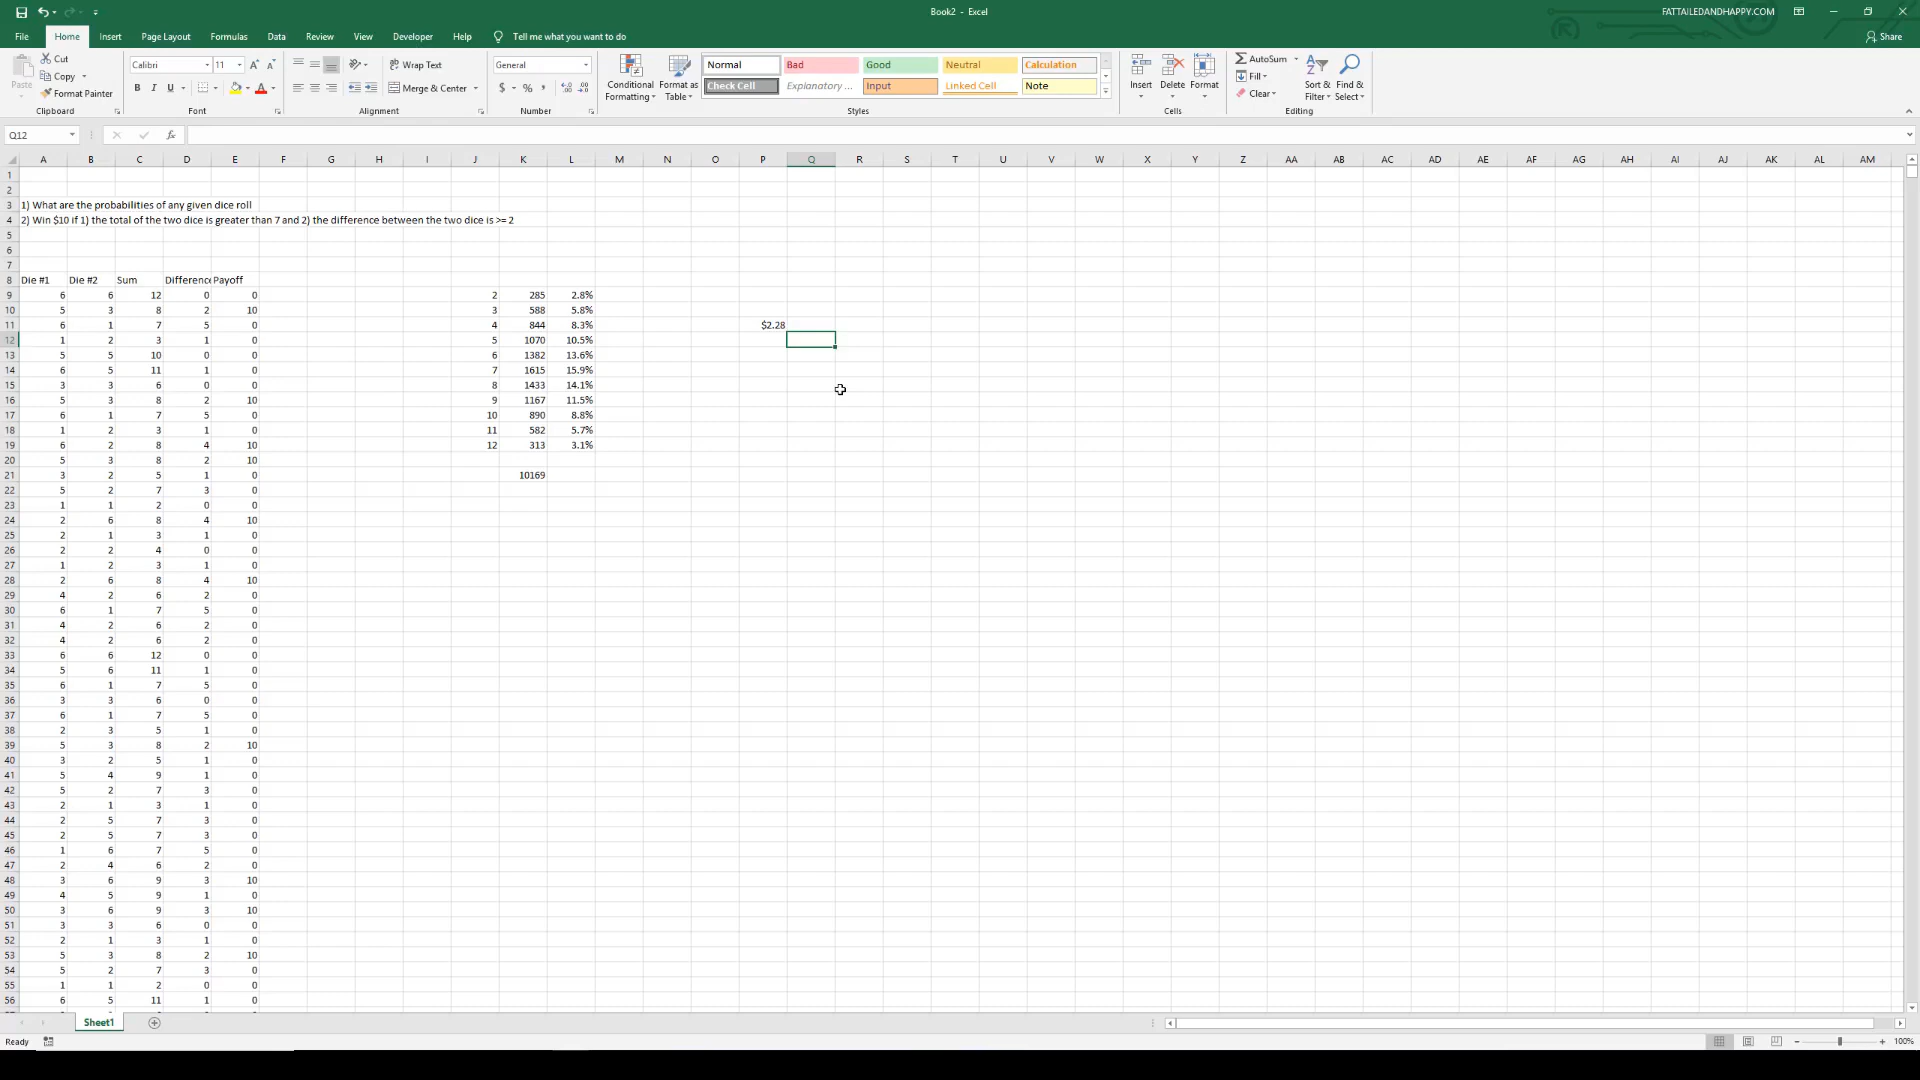 Book2 - Excel
FATTAILEDANDHAPPY.COM
File Home Insert Page Layout Formulas Data Review View Developer Help Tell me what you want to do
Share
Paste
Cut
Copy
Format Painter
Clipboard
Calibri 11
B I U
Font
Wrap Text
Merge & Center
Alignment
General
$ % ,
Number
Conditional Formatting
Format as Table
Normal Bad Good Neutral Calculation
Check Cell Explanatory ... Input Linked Cell Note
Styles
Insert Delete Format
Cells
AutoSum
Fill
Clear
Sort & Filter
Find & Select
Editing
Q12
fx
A B C D E F G H I J K L M N O P Q R S T U V W X Y Z AA AB AC AD AE AF AG AH AI AJ AK AL AM
1
2
3 1) What are the probabilities of any given dice roll
4 2) Win $10 if 1) the total of the two dice is greater than 7 and 2) the difference between the two dice is >= 2
5
6
7
8 Die #1 Die #2 Sum Difference Payoff
9 6 6 12 0 0 2 285 2.8%
10 5 3 8 2 10 3 588 5.8%
11 6 1 7 5 0 4 844 8.3% $2.28
12 1 2 3 1 0 5 1070 10.5%
13 5 5 10 0 0 6 1382 13.6%
14 6 5 11 1 0 7 1615 15.9%
15 3 3 6 0 0 8 1433 14.1%
16 5 3 8 2 10 9 1167 11.5%
17 6 1 7 5 0 10 890 8.8%
18 1 2 3 1 0 11 582 5.7%
19 6 2 8 4 10 12 313 3.1%
20 5 3 8 2 10
21 3 2 5 1 0 10169
22 5 2 7 3 0
23 1 1 2 0 0
24 2 6 8 4 10
25 2 1 3 1 0
26 2 2 4 0 0
27 1 2 3 1 0
28 2 6 8 4 10
29 4 2 6 2 0
30 6 1 7 5 0
31 4 2 6 2 0
32 4 2 6 2 0
33 6 6 12 0 0
34 5 6 11 1 0
35 6 1 7 5 0
36 3 3 6 0 0
37 6 1 7 5 0
38 2 3 5 1 0
39 5 3 8 2 10
40 3 2 5 1 0
41 5 4 9 1 0
42 5 2 7 3 0
43 2 1 3 1 0
44 2 5 7 3 0
45 2 5 7 3 0
46 1 6 7 5 0
47 2 4 6 2 0
48 3 6 9 3 10
49 4 5 9 1 0
50 3 6 9 3 10
51 3 3 6 0 0
52 2 1 3 1 0
53 5 3 8 2 10
54 5 2 7 3 0
55 1 1 2 0 0
56 6 5 11 1 0
Sheet1
Ready
100%